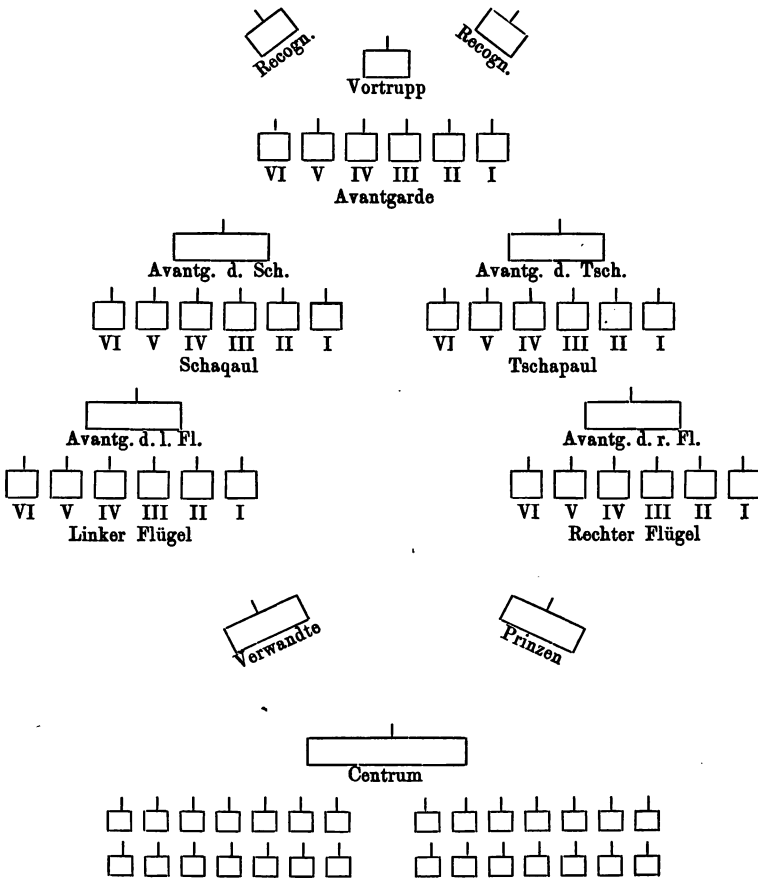 Recogn.
Recogn.
Vortrupp
VI V IV III II I
Avantgarde
Avantg. d. Sch.
Avantg. d. Tsch.
VI V IV III II I
VI V IV III II I
Schaqaul
Tschapaul
Avantg. d. l. Fl.
Avantg. d. r. Fl.
VI V IV III II I
VI V IV III II I
Linker Flügel
Rechter Flügel
Verwandte
Prinzen
Centrum